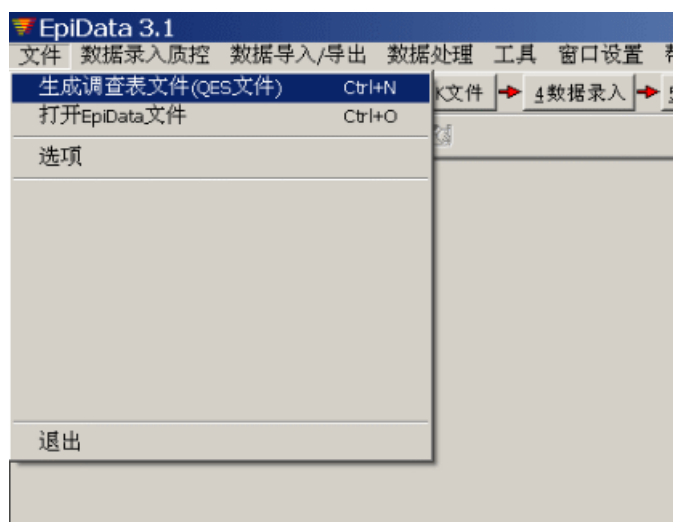 EpiData 3.1
文件 数据录入质控 数据导入/导出 数据处理 工具 窗口设置
生成调查表文件(QES文件) Ctrl+N
K文件 4数据录入
打开EpiData文件 Ctrl+O
选项
退出